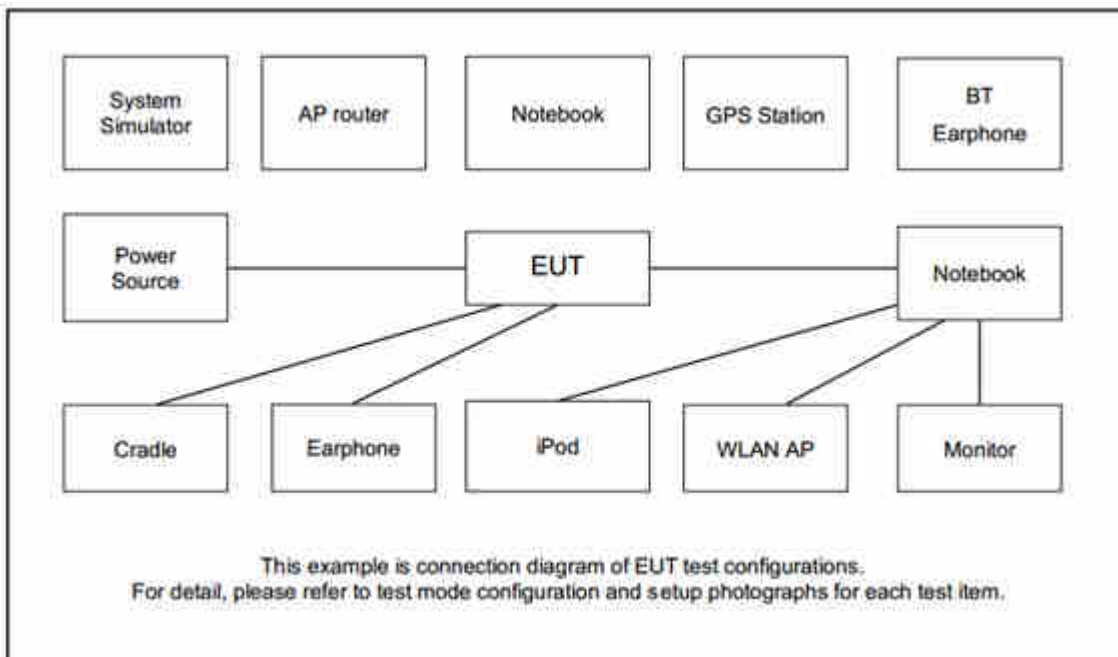 System
Simulator
AP router
Notebook
GPS Station
BT
Earphone
Power
Source
EUT
Notebook
Cradle
Earphone
iPod
WLAN AP
Monitor
This example is connection diagram of EUT test configurations.
For detail, please refer to test mode configuration and setup photographs for each test item.